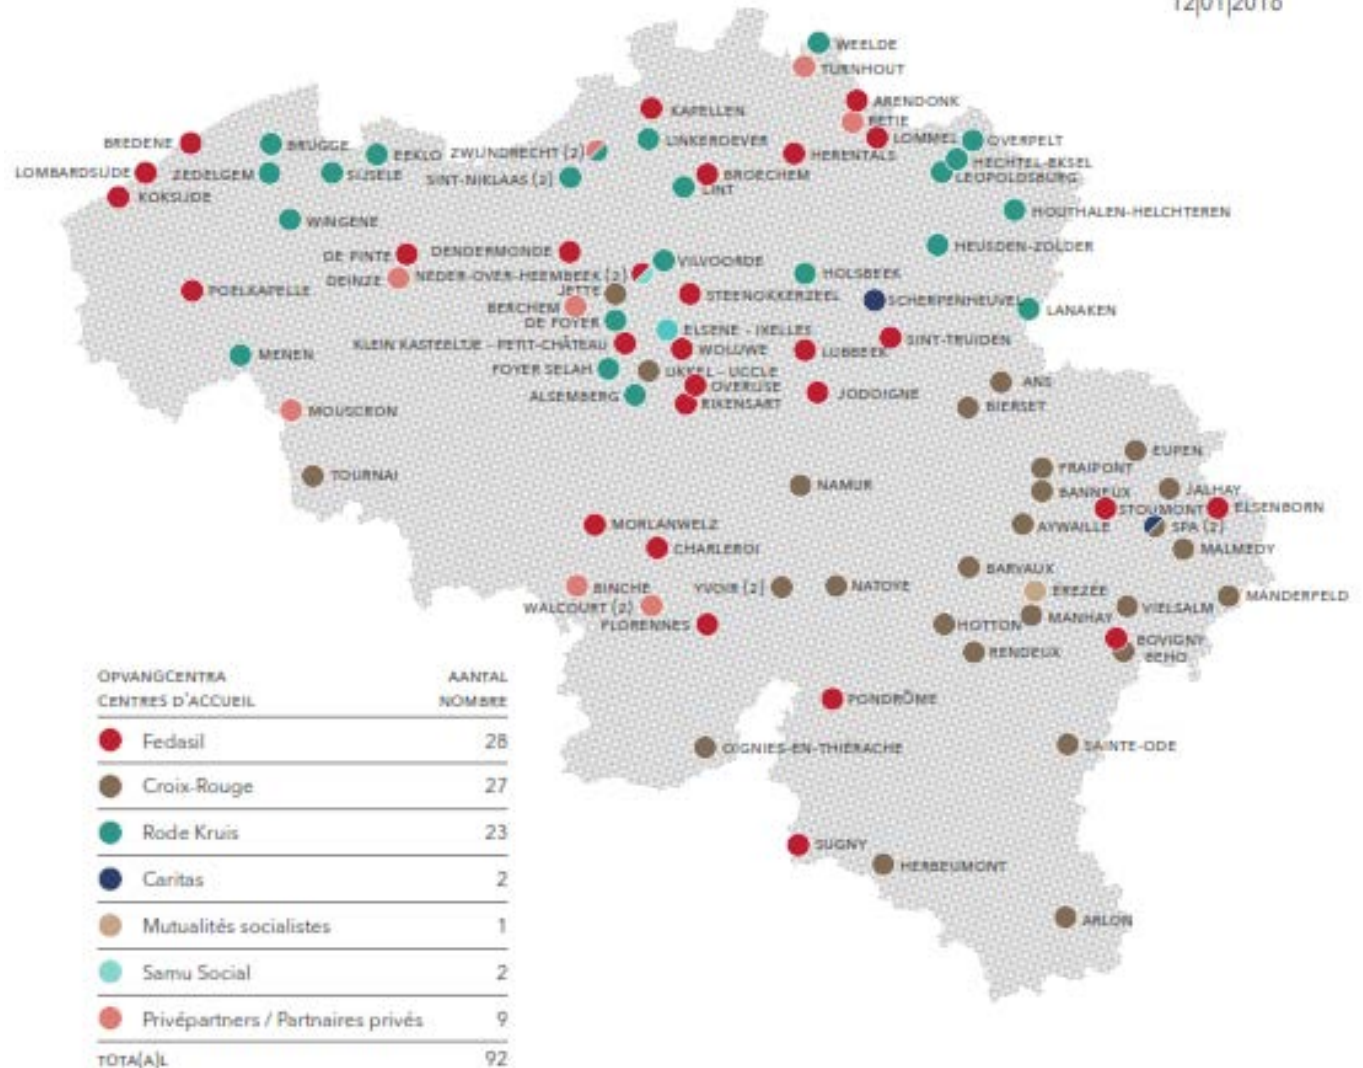 12|01|2016
WEELDE
TURNHOUT
ARENDONK
KAPELLEN
RETIE
BREDENE
BRUGGE
LINKEROEVER
LOMMEL
OVERPELT
EEKLO
ZWIJNDRECHT (2)
HERENTALS
HECHTEL-EKSEL
LOMBARDSIJDE
ZEDELGEM
SIJSELE
SINT-NIKLAAS (2)
BROECHEM
LEOPOLDSBURG
KOKSIJDE
LINT
HOUTHALEN-HELCHTEREN
WINGENE
HEUSDEN-ZOLDER
DE PINTE
DENDERMONDE
VILVOORDE
DEINZE
NEDER-OVER-HEEMBEEK (2)
HOLSBEEK
POELKAPELLE
JETTE
STEENOKKERZEEL
SCHERPENHEUVEL
BERCHEM
LANAKEN
DE FOYER
ELSENE - IXELLES
KLEIN KASTEELTJE - PETIT-CHÂTEAU
WOLUWE
LUBBEEK
SINT-TRUIDEN
MENEN
FOYER SELAH
UKKEL - UCCLE
ANS
OVERIJSE
ALSEMBERG
RIXENSART
JODOIGNE
BIERSET
MOUSCRON
EUPEN
TOURNAI
FRAIPONT
NAMUR
BANNEUX
JALHAY
STOUMONT
ELSENBORN
MORLANWELZ
AYWAILLE
SPA (2)
CHARLEROI
MALMEDY
BARVAUX
BINCHE
YVOIR (2)
NATOYE
EREZÉE
MANDERFELD
WALCOURT (2)
VIELSALM
FLORENNES
HOTTON
MANHAY
BOVIGNY
RENDEUX
BEHO
PONDRÔME
OIGNIES-EN-THIÉRACHE
SAINTE-ODE
SUGNY
HERBEUMONT
ARLON
OPVANGCENTRA AANTAL
CENTRES D'ACCUEIL NOMBRE
Fedasil 28
Croix-Rouge 27
Rode Kruis 23
Caritas 2
Mutualités socialistes 1
Samu Social 2
Privépartners / Partnaires privés 9
TOTA(A)L 92